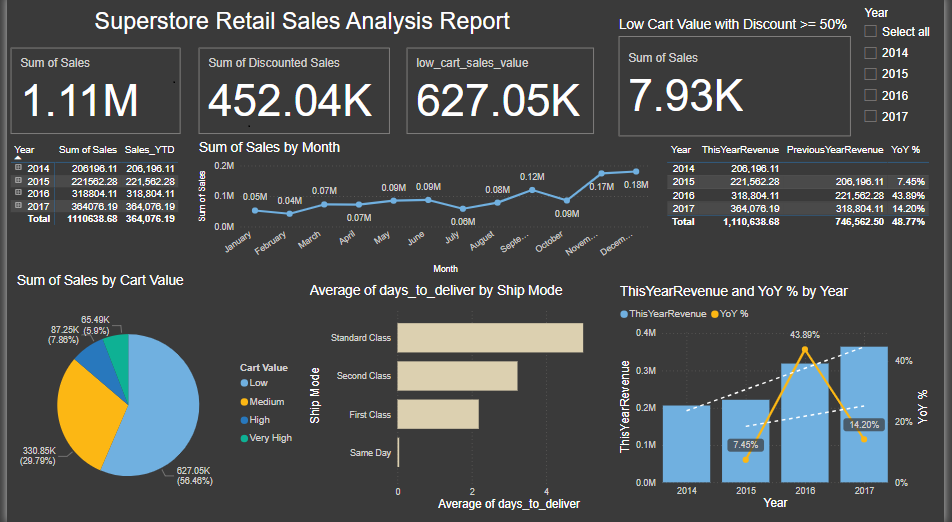 Superstore Retail Sales Analysis Report
Low Cart Value with Discount >= 50%
Year
Select all
2014
2015
2016
2017
Sum of Sales
1.11M
Sum of Discounted Sales
452.04K
low_cart_sales_value
627.05K
Sum of Sales
7.93K
Year Sum of Sales Sales_YTD
2014 206196.11 206,196.11
2015 221562.28 221,562.28
2016 318804.11 318,804.11
2017 364076.19 364,076.19
Total 1110638.68 364,076.19
Sum of Sales by Month
Sum of Sales
0.2M
0.1M
0.0M
0.05M
0.04M
0.07M
0.07M
0.09M
0.09M
0.06M
0.08M
0.12M
0.09M
0.17M
0.18M
January
February
March
April
May
June
July
August
Septe...
October
Novem...
Decem...
Month
Year ThisYearRevenue PreviousYearRevenue YoY %
2014 206,196.11
2015 221,562.28 206,196.11 7.45%
2016 318,804.11 221,562.28 43.89%
2017 364,076.19 318,804.11 14.20%
Total 1,110,638.68 746,562.50 48.77%
Sum of Sales by Cart Value
65.49K
(5.9%)
87.25K
(7.86%)
330.85K
(29.79%)
627.05K
(56.46%)
Cart Value
Low
Medium
High
Very High
Average of days_to_deliver by Ship Mode
Ship Mode
Standard Class
Second Class
First Class
Same Day
0 2 4
Average of days_to_deliver
ThisYearRevenue and YoY % by Year
ThisYearRevenue YoY %
ThisYearRevenue
0.4M
0.3M
0.2M
0.1M
0.0M
7.45%
43.89%
14.20%
40%
20%
0%
YoY %
2014 2015 2016 2017
Year